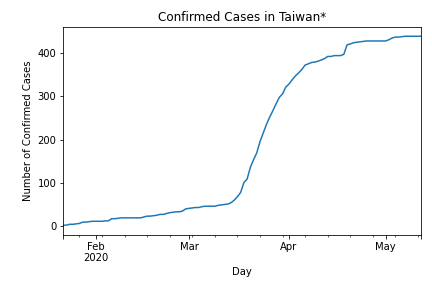 Confirmed Cases in Taiwan*
Number of Confirmed Cases
400
300
200
100
0
Feb
2020
Mar
Apr
May
Day